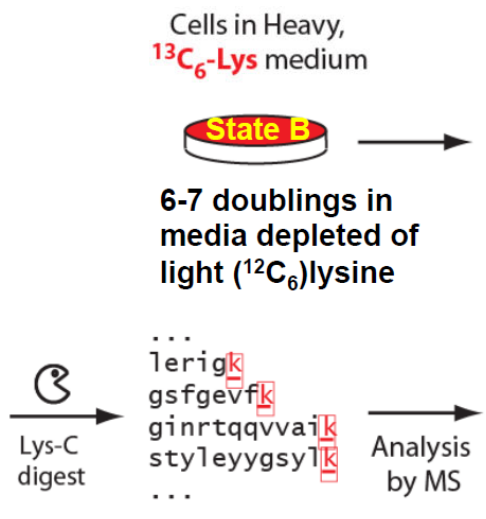 Cells in Heavy,
¹³C₆-Lys medium
State B
6-7 doublings in
media depleted of
light (¹²C₆)lysine
...
lerigk
gsfgevfk
ginrtqqvvaik
styleyygsylk
...
Lys-C
digest
Analysis
by MS